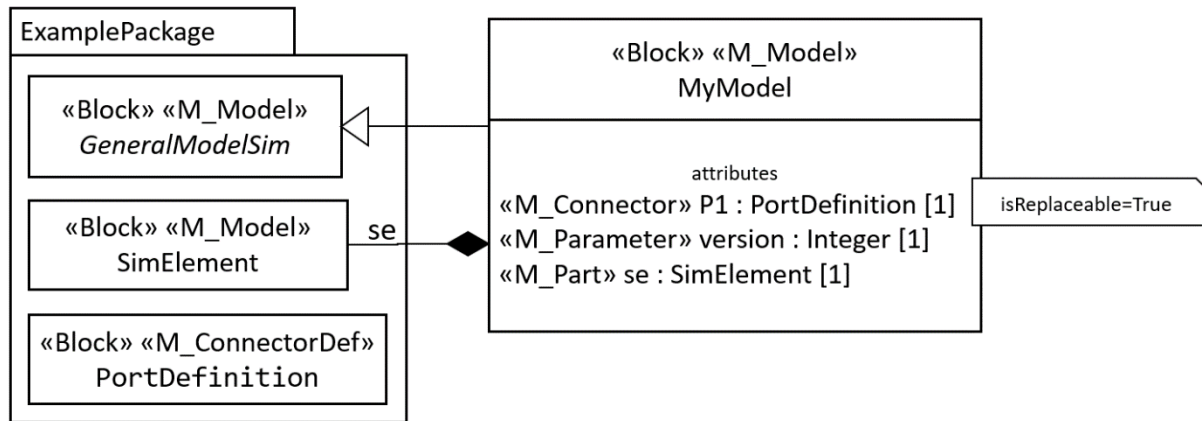 ExamplePackage
«Block» «M_Model»
GeneralModelSim
«Block» «M_Model»
SimElement
se
«Block» «M_ConnectorDef»
PortDefinition
«Block» «M_Model»
MyModel
attributes
«M_Connector» P1 : PortDefinition [1]
«M_Parameter» version : Integer [1]
«M_Part» se : SimElement [1]
isReplaceable=True